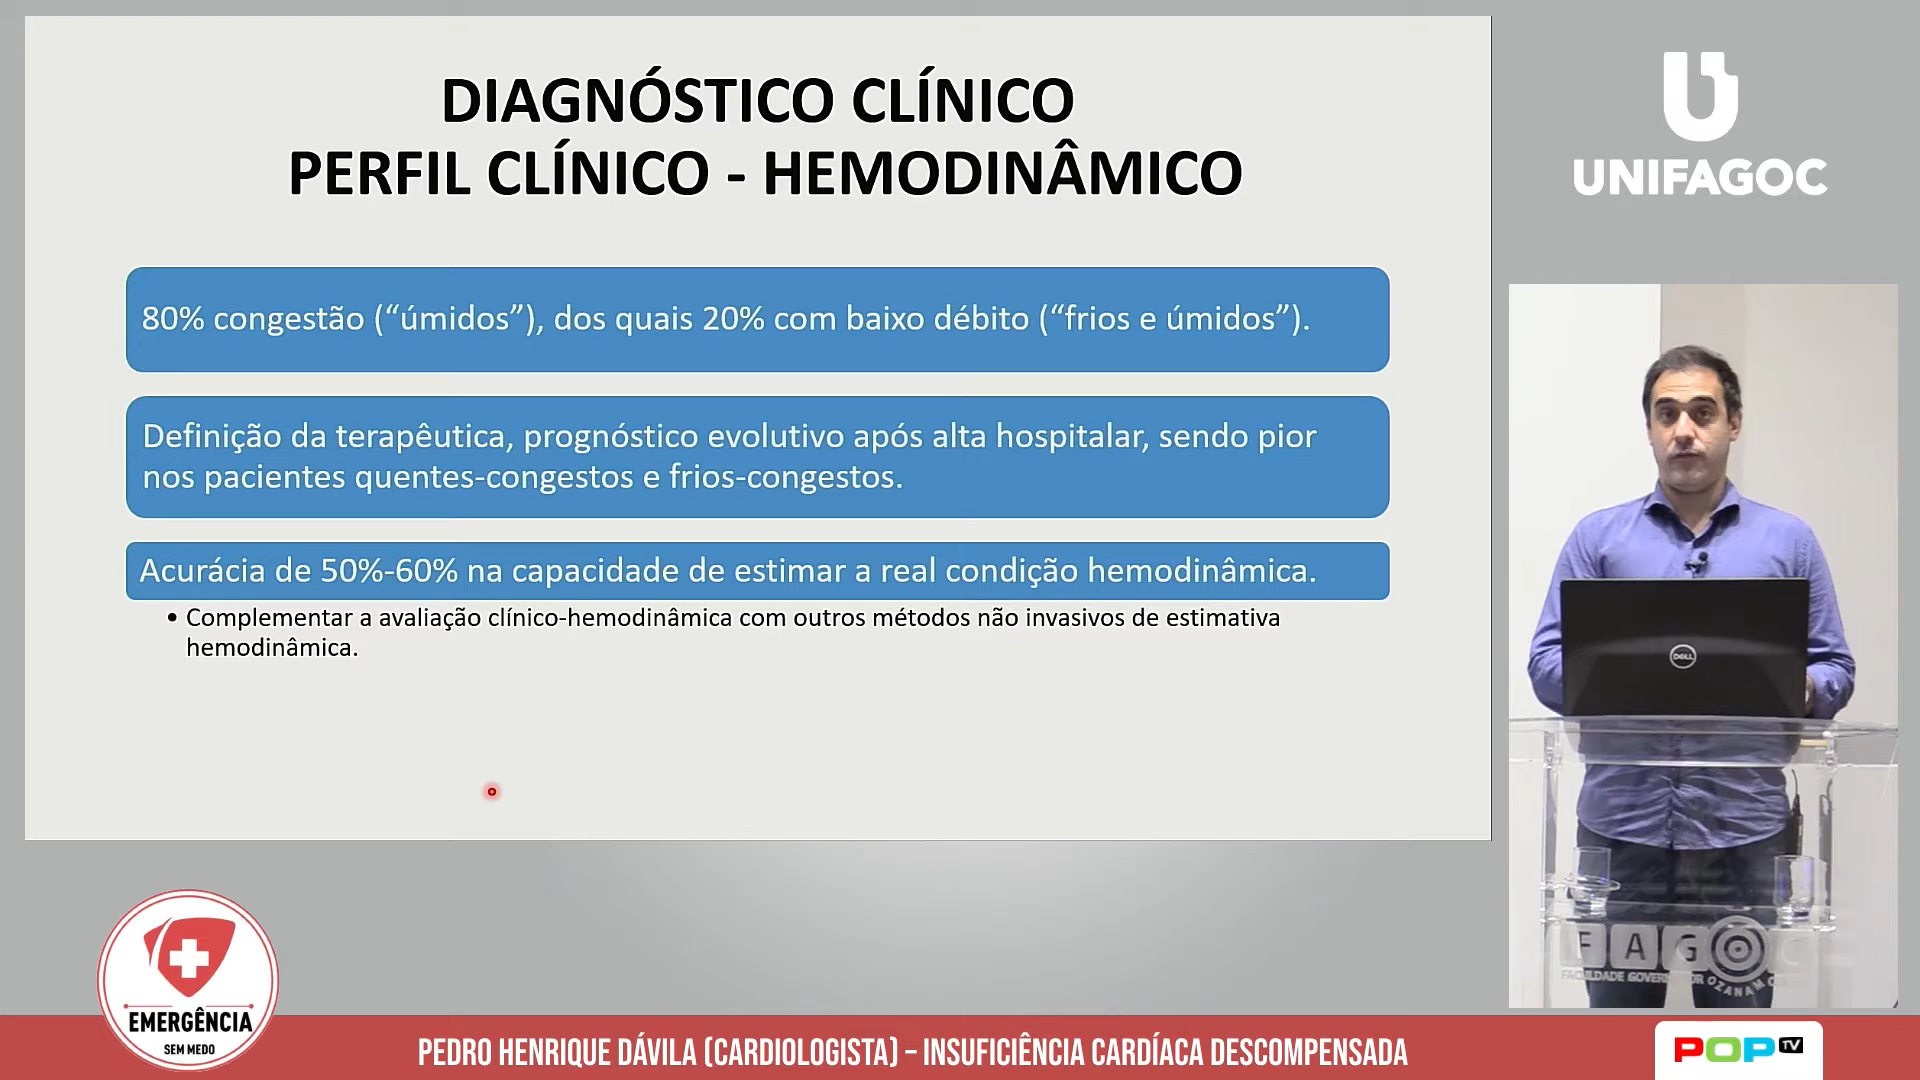 DIAGNÓSTICO CLÍNICO
PERFIL CLÍNICO - HEMODINÂMICO
80% congestão (“úmidos”), dos quais 20% com baixo débito (“frios e úmidos”).
Definição da terapêutica, prognóstico evolutivo após alta hospitalar, sendo pior
nos pacientes quentes-congestos e frios-congestos.
Acurácia de 50%-60% na capacidade de estimar a real condição hemodinâmica.
• Complementar a avaliação clínico-hemodinâmica com outros métodos não invasivos de estimativa
hemodinâmica.
UNIFAGOC
DELL
FAGOC
OZANAM
EMERGÊNCIA
SEM MEDO
PEDRO HENRIQUE DÁVILA (CARDIOLOGISTA) – INSUFICIÊNCIA CARDÍACA DESCOMPENSADA
POP TV